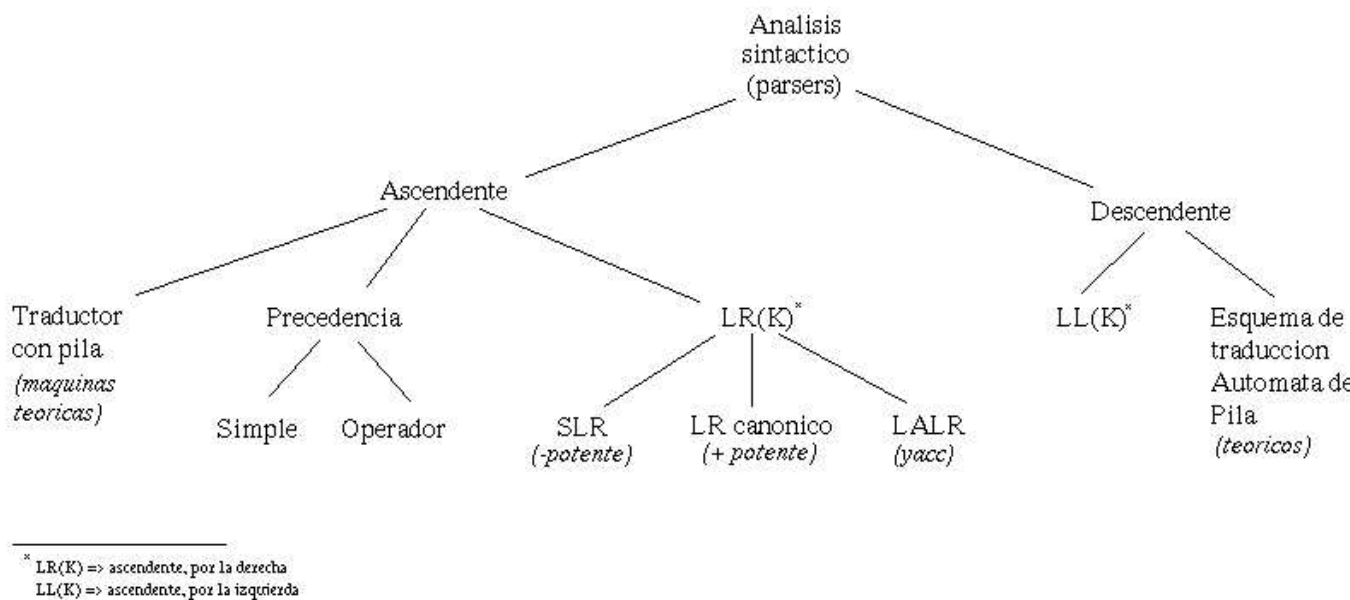 Analisis
sintactico
(parsers)
Ascendente
Descendente
Traductor
con pila
(maquinas
teoricas)
Precedencia
LR(K)*
LL(K)*
Esquema de
traduccion
Automata de
Pila
(teoricos)
Simple
Operador
SLR
(-potente)
LR canonico
(+ potente)
LALR
(yacc)
* LR(K) => ascendente, por la derecha
LL(K) => ascendente, por la izquierda